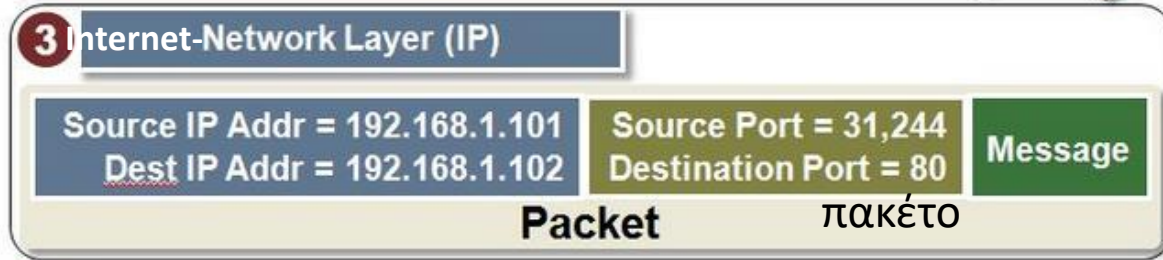 3 Internet-Network Layer (IP)
Source IP Addr = 192.168.1.101
Dest IP Addr = 192.168.1.102
Source Port = 31,244
Destination Port = 80
Message
Packet
πακέτο